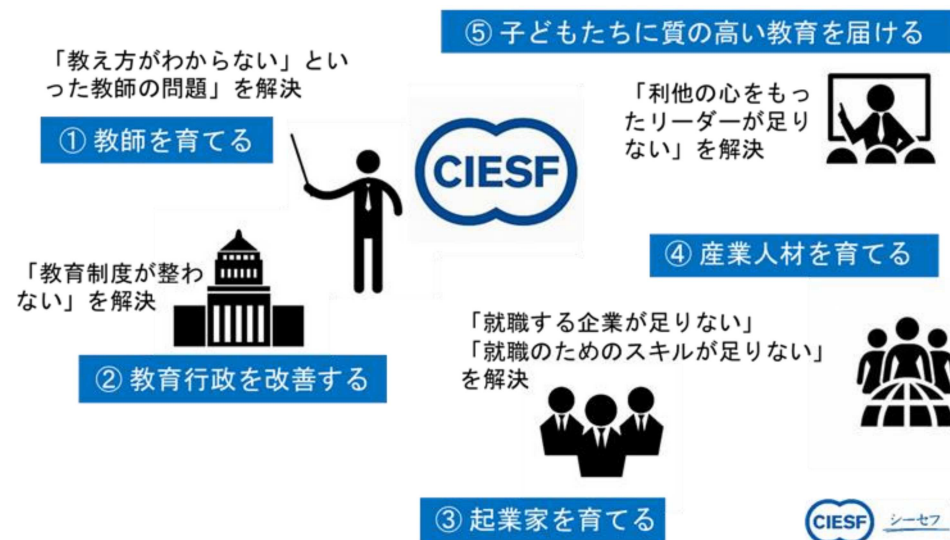 ⑤ 子どもたちに質の高い教育を届ける
「教え方がわからない」とい
った教師の問題」を解決
① 教師を育てる
CIESF
「利他の心をもっ
たリーダーが足り
ない」を解決
④ 産業人材を育てる
「教育制度が整わ
ない」を解決
② 教育行政を改善する
「就職する企業が足りない」
「就職のためのスキルが足りない」
を解決
③ 起業家を育てる
CIESF シーセフ